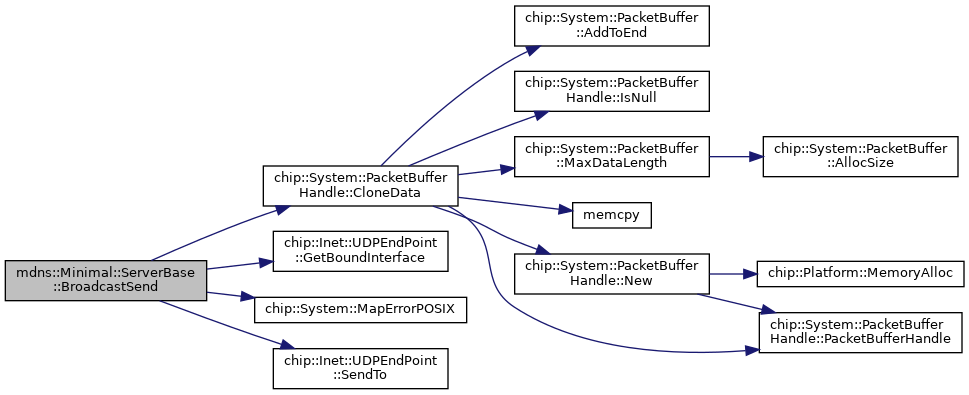 chip::System::PacketBuffer
::AddToEnd
chip::System::PacketBuffer
Handle::IsNull
chip::System::PacketBuffer
::MaxDataLength
chip::System::PacketBuffer
::AllocSize
chip::System::PacketBuffer
Handle::CloneData
memcpy
chip::Inet::UDPEndPoint
::GetBoundInterface
mdns::Minimal::ServerBase
::BroadcastSend
chip::System::PacketBuffer
Handle::New
chip::Platform::MemoryAlloc
chip::System::MapErrorPOSIX
chip::System::PacketBuffer
Handle::PacketBufferHandle
chip::Inet::UDPEndPoint
::SendTo